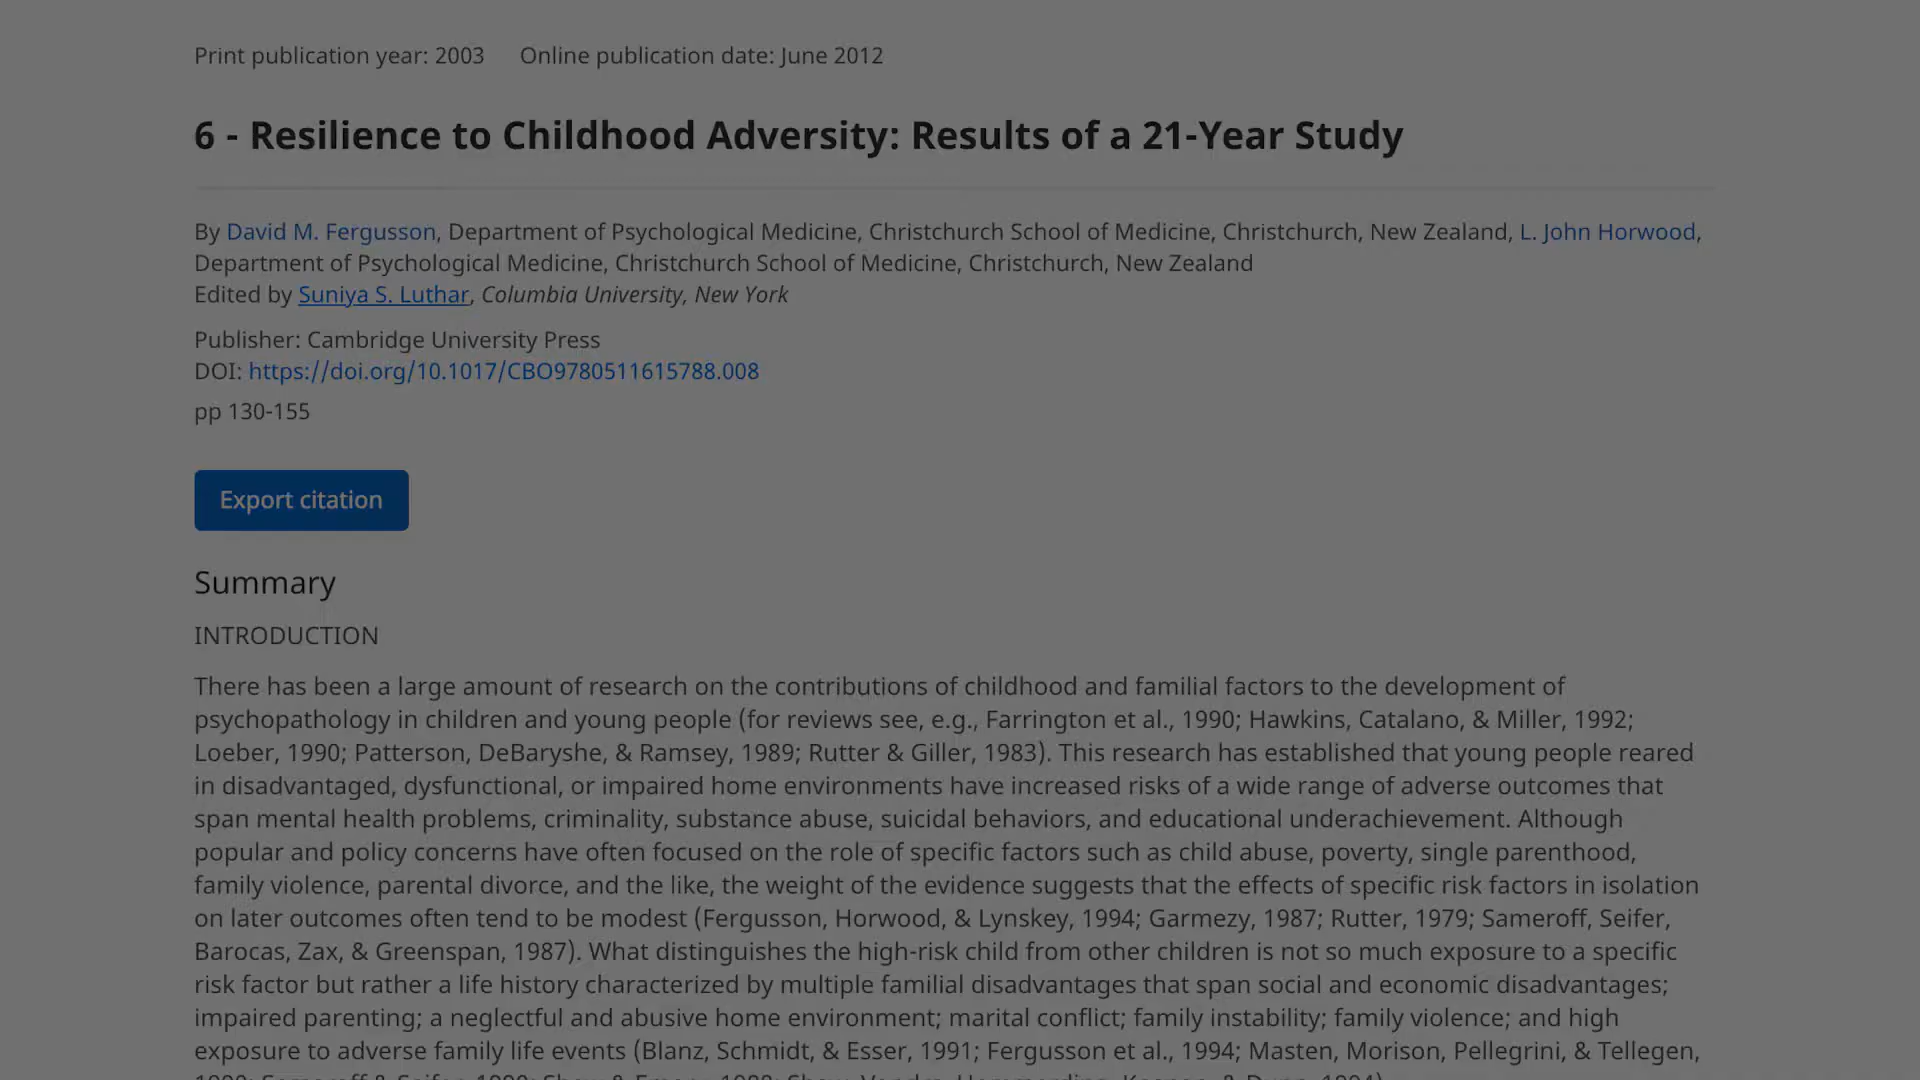 Print publication year: 2003 Online publication date: June 2012
6 - Resilience to Childhood Adversity: Results of a 21-Year Study
By David M. Fergusson, Department of Psychological Medicine, Christchurch School of Medicine, Christchurch, New Zealand, L. John Horwood,
Department of Psychological Medicine, Christchurch School of Medicine, Christchurch, New Zealand
Edited by Suniya S. Luthar, Columbia University, New York
Publisher: Cambridge University Press
DOI: https://doi.org/10.1017/CBO9780511615788.008
pp 130-155
Export citation
Summary
INTRODUCTION
There has been a large amount of research on the contributions of childhood and familial factors to the development of
psychopathology in children and young people (for reviews see, e.g., Farrington et al., 1990; Hawkins, Catalano, & Miller, 1992;
Loeber, 1990; Patterson, DeBaryshe, & Ramsey, 1989; Rutter & Giller, 1983). This research has established that young people reared
in disadvantaged, dysfunctional, or impaired home environments have increased risks of a wide range of adverse outcomes that
span mental health problems, criminality, substance abuse, suicidal behaviors, and educational underachievement. Although
popular and policy concerns have often focused on the role of specific factors such as child abuse, poverty, single parenthood,
family violence, parental divorce, and the like, the weight of the evidence suggests that the effects of specific risk factors in isolation
on later outcomes often tend to be modest (Fergusson, Horwood, & Lynskey, 1994; Garmezy, 1987; Rutter, 1979; Sameroff, Seifer,
Barocas, Zax, & Greenspan, 1987). What distinguishes the high-risk child from other children is not so much exposure to a specific
risk factor but rather a life history characterized by multiple familial disadvantages that span social and economic disadvantages;
impaired parenting; a neglectful and abusive home environment; marital conflict; family instability; family violence; and high
exposure to adverse family life events (Blanz, Schmidt, & Esser, 1991; Fergusson et al., 1994; Masten, Morison, Pellegrini, & Tellegen,